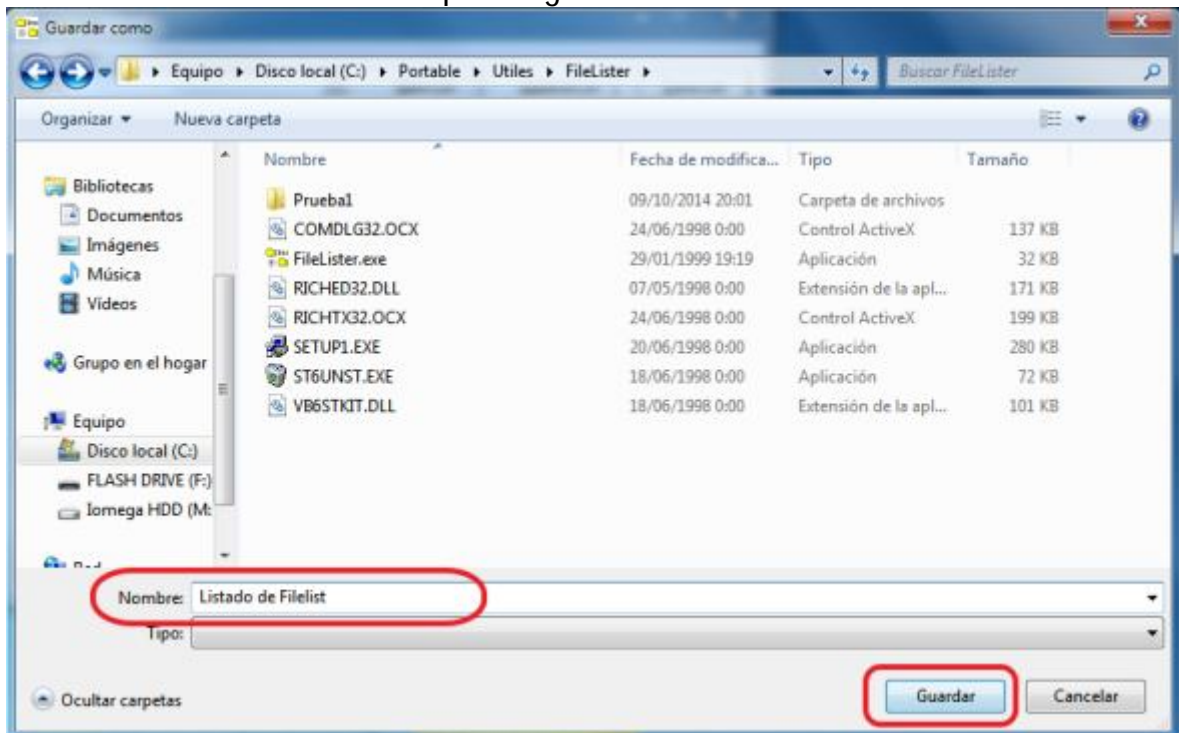 Guardar como
Equipo Disco local (C:) Portable Utiles FileLister Buscar FileLister
Organizar Nueva carpeta
Nombre Fecha de modifica... Tipo Tamaño
Bibliotecas
Documentos
Imágenes
Música
Vídeos
Grupo en el hogar
Equipo
Disco local (C:)
FLASH DRIVE (F:)
Iomega HDD (M:
Red
Prueba1 09/10/2014 20:01 Carpeta de archivos
COMDLG32.OCX 24/06/1998 0:00 Control ActiveX 137 KB
FileLister.exe 29/01/1999 19:19 Aplicación 32 KB
RICHED32.DLL 07/05/1998 0:00 Extensión de la apl... 171 KB
RICHTX32.OCX 24/06/1998 0:00 Control ActiveX 199 KB
SETUP1.EXE 20/06/1998 0:00 Aplicación 280 KB
ST6UNST.EXE 18/06/1998 0:00 Aplicación 72 KB
VB6STKIT.DLL 18/06/1998 0:00 Extensión de la apl... 101 KB
Nombre: Listado de Filelist
Tipo:
Ocultar carpetas Guardar Cancelar